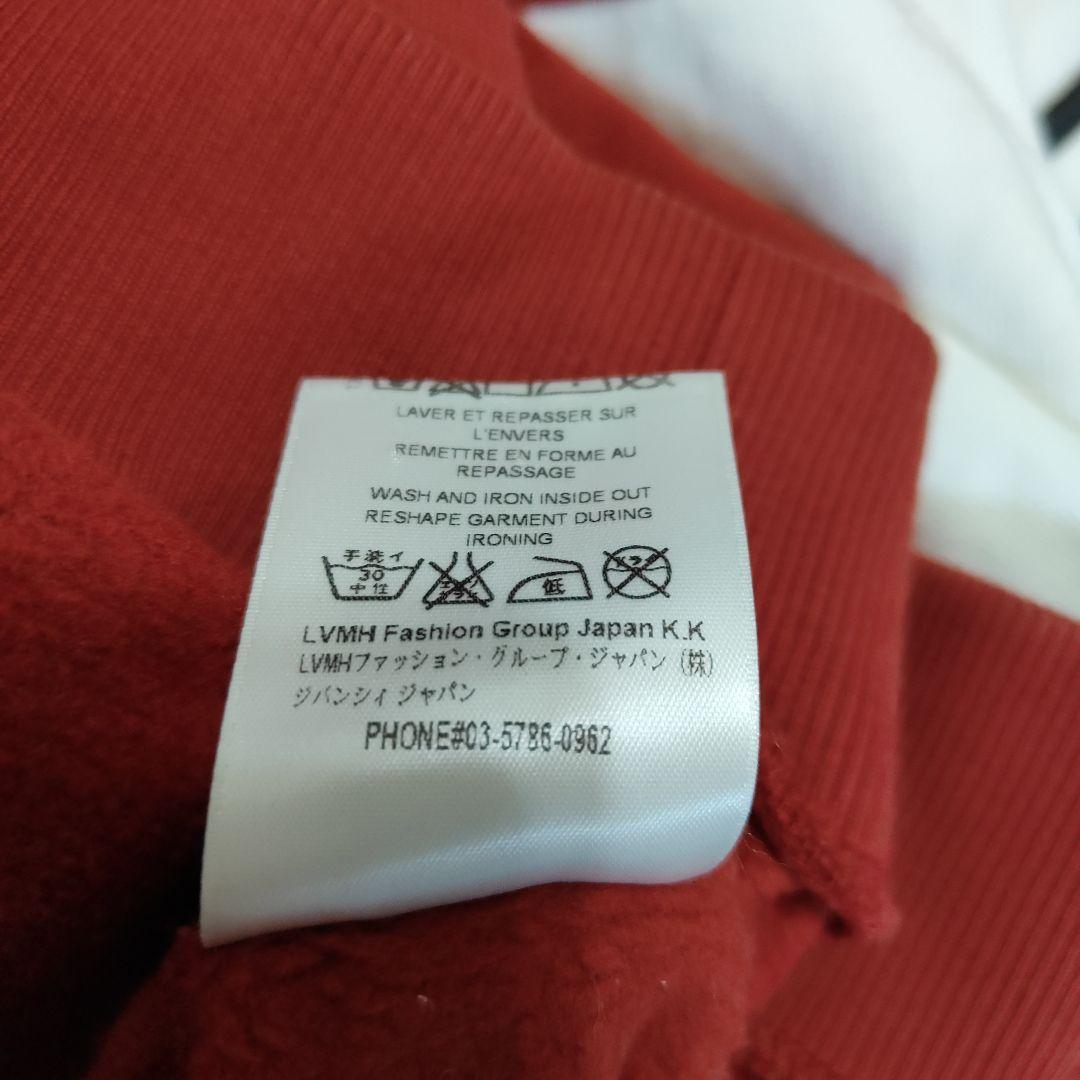 LAVER ET REPASSER SUR
L'ENVERS
REMETTRE EN FORME AU
REPASSAGE
WASH AND IRON INSIDE OUT
RESHAPE GARMENT DURING
IRONING
手洗イ
30
中性
低
LVMH Fashion Group Japan K.K
LVMHファッション・グループ・ジャパン (株)
ジバンシィ ジャパン
PHONE#03-5786-0962